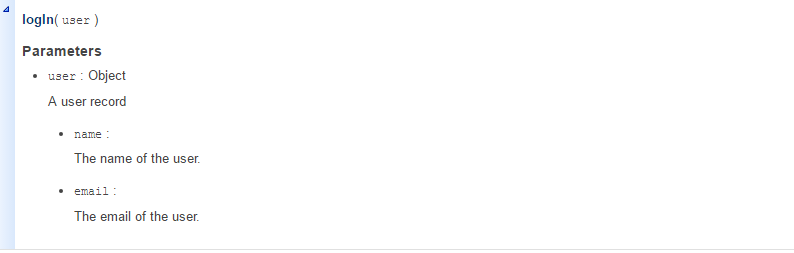 logIn( user )
Parameters
• user : Object
A user record
• name :
The name of the user.
• email :
The email of the user.